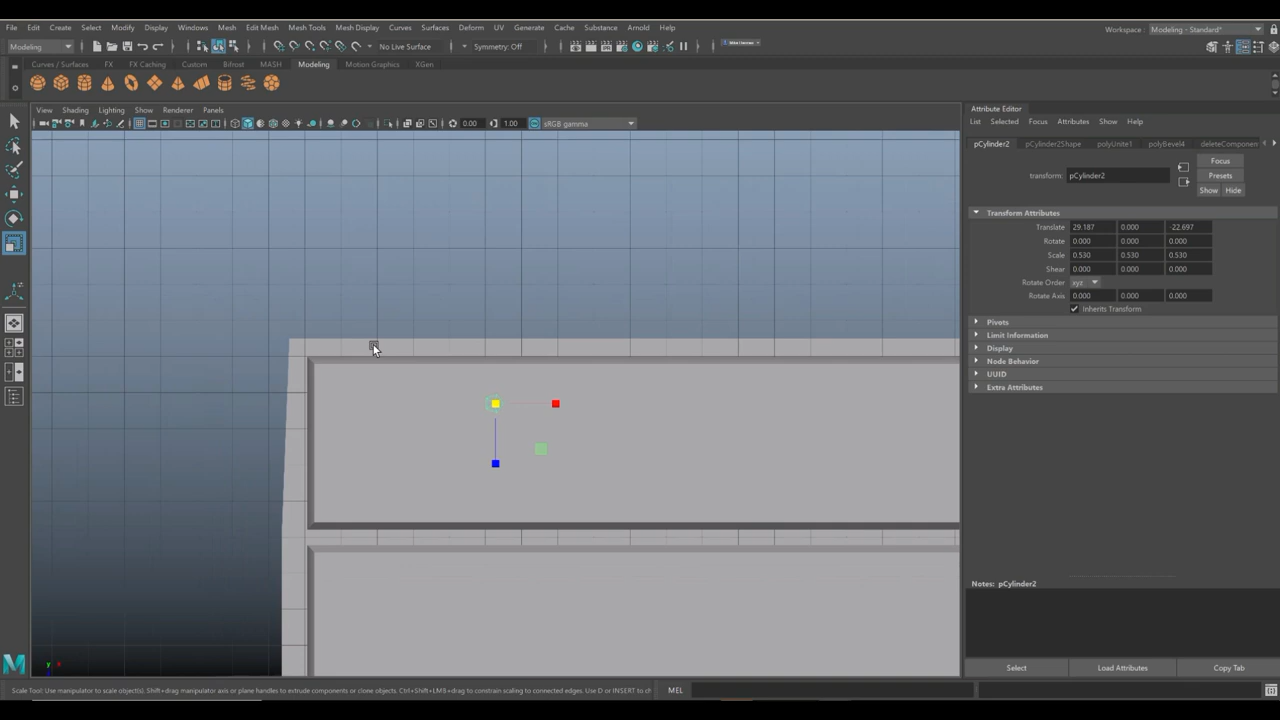 File Edit Create Select Modify Display Windows Mesh Edit Mesh Mesh Tools Mesh Display Curves Surfaces Deform UV Generate Cache Substance Arnold Help
Workspace : Modeling - Standard*
Modeling No Live Surface Symmetry: Off
Curves / Surfaces FX FX Caching Custom Bifrost MASH Modeling Motion Graphics XGen
View Shading Lighting Show Renderer Panels
0.00 1.00 sRGB gamma
Attribute Editor
List Selected Focus Attributes Show Help
pCylinder2 pCylinder2Shape polyUnite1 polyBevel4 deleteComponen
Focus
transform: pCylinder2 Presets
Show Hide
Transform Attributes
Translate 29.187 0.000 -22.697
Rotate 0.000 0.000 0.000
Scale 0.530 0.530 0.530
Shear 0.000 0.000 0.000
Rotate Order xyz
Rotate Axis 0.000 0.000 0.000
Inherits Transform
Pivots
Limit Information
Display
Node Behavior
UUID
Extra Attributes
Notes: pCylinder2
Select Load Attributes Copy Tab
y x
Scale Tool: Use manipulator to scale object(s). Shift+drag manipulator axis or plane handles to extrude components or clone objects. Ctrl+Shift+LMB+drag to constrain scaling to connected edges. Use D or INSERT to ch
MEL